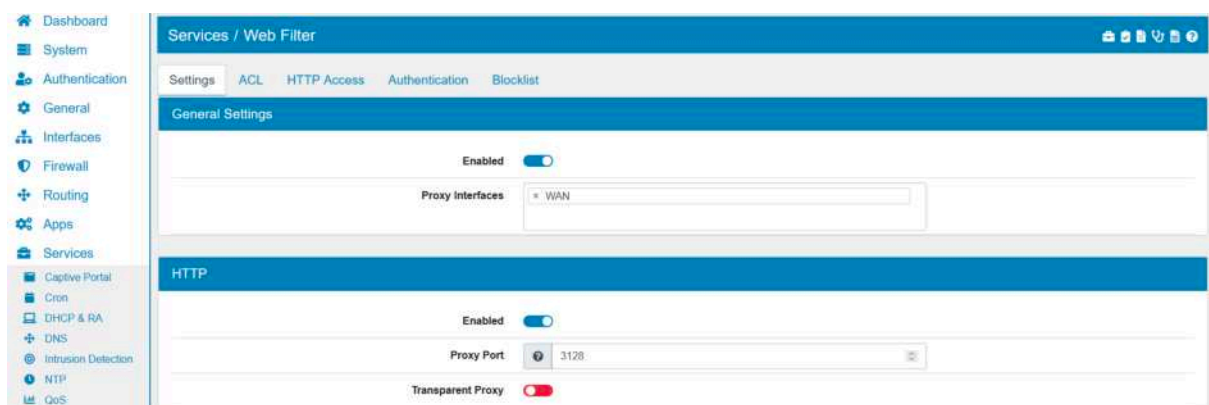 Dashboard
System
Authentication
General
Interfaces
Firewall
Routing
Apps
Services
Captive Portal
Cron
DHCP & RA
DNS
Intrusion Detection
NTP
QoS
Services / Web Filter
Settings ACL HTTP Access Authentication Blocklist
General Settings
Enabled
Proxy Interfaces × WAN
HTTP
Enabled
Proxy Port 3128
Transparent Proxy